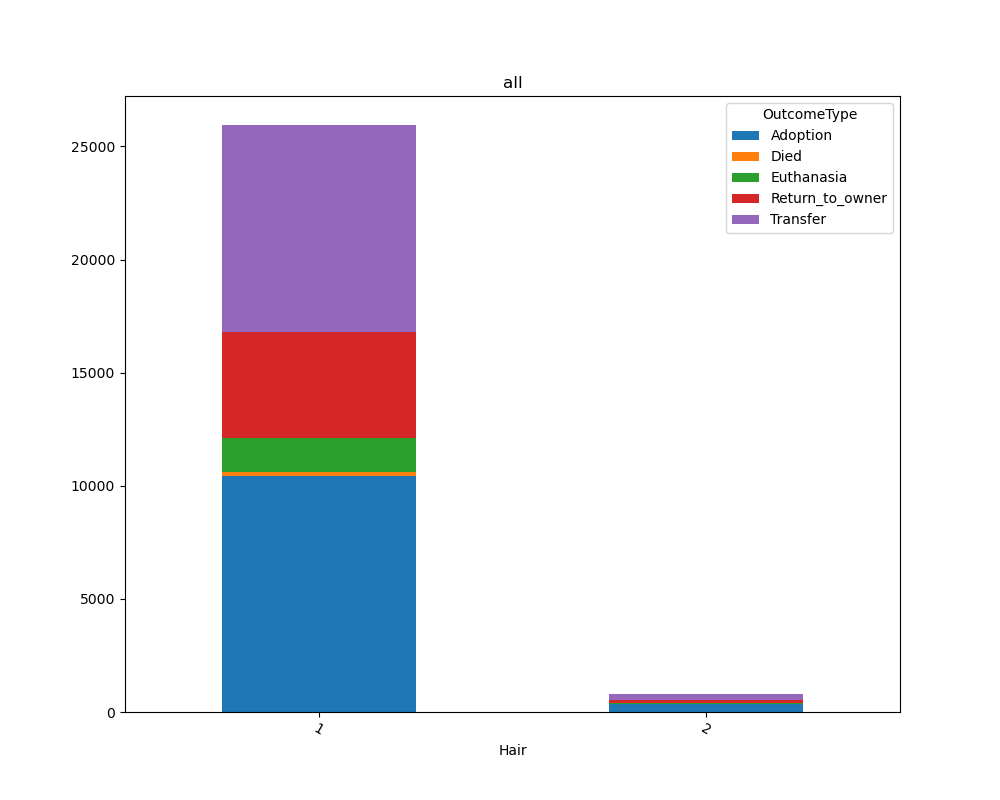 all
OutcomeType
Adoption
Died
Euthanasia
Return_to_owner
Transfer
25000
20000
15000
10000
5000
0
1
2
Hair